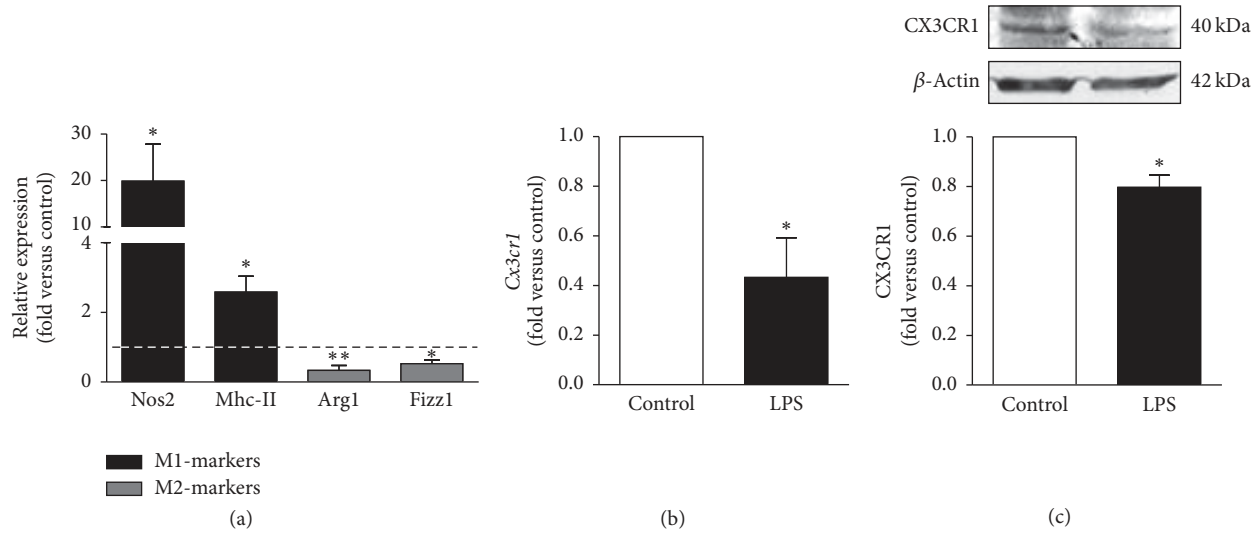 CX3CR1
40 kDa
β-Actin
42 kDa
Relative expression
(fold versus control)
30
20
10
4
2
0
*
*
**
*
Nos2
Mhc-II
Arg1
Fizz1
M1-markers
M2-markers
(a)
Cx3cr1
(fold versus control)
1.0
0.8
0.6
0.4
0.2
0.0
*
Control
LPS
(b)
CX3CR1
(fold versus control)
1.0
0.8
0.6
0.4
0.2
0.0
*
Control
LPS
(c)